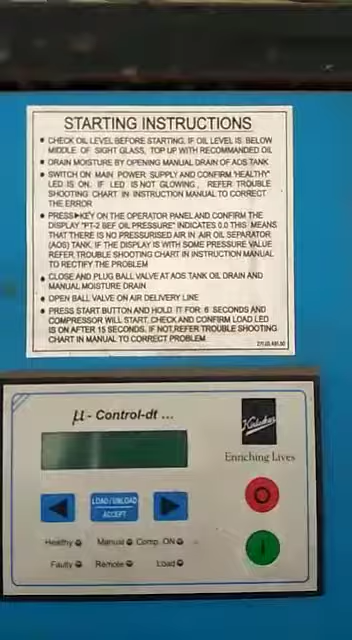 STARTING INSTRUCTIONS
• CHECK OIL LEVEL BEFORE STARTING. IF OIL LEVEL IS BELOW
MIDDLE OF SIGHT GLASS, TOP UP WITH RECOMMANDED OIL
• DRAIN MOISTURE BY OPENING MANUAL DRAIN OF AOS TANK
• SWITCH ON MAIN POWER SUPPLY AND CONFIRM 'HEALTHY'
LED IS ON. IF LED IS NOT GLOWING, REFER TROUBLE
SHOOTING CHART IN INSTRUCTION MANUAL TO CORRECT
THE ERROR
• PRESS ▶ KEY ON THE OPERATOR PANEL AND CONFIRM THE
DISPLAY "PT-2 SEF OIL PRESSURE" INDICATES 0.0 THIS MEANS
THAT THERE IS NO PRESSURISED AIR IN AIR OIL SEPARATOR
(AOS) TANK. IF THE DISPLAY IS WITH SOME PRESSURE VALUE
REFER TROUBLE SHOOTING CHART IN INSTRUCTION MANUAL
TO RECTIFY THE PROBLEM
• CLOSE AND PLUG BALL VALVE AT AOS TANK OIL DRAIN AND
MANUAL MOISTURE DRAIN
• OPEN BALL VALVE ON AIR DELIVERY LINE
• PRESS START BUTTON AND HOLD IT FOR 6 SECONDS AND
COMPRESSOR WILL START. CHECK AND CONFIRM LOAD LED
IS ON AFTER 15 SECONDS. IF NOT, REFER TROUBLE SHOOTING
CHART IN MANUAL TO CORRECT PROBLEM
µ - Control-dt ...
Kirloskar
Enriching Lives
LOAD / UNLOAD
ACCEPT
Healthy Manual Comp. ON
Faulty Remote Load